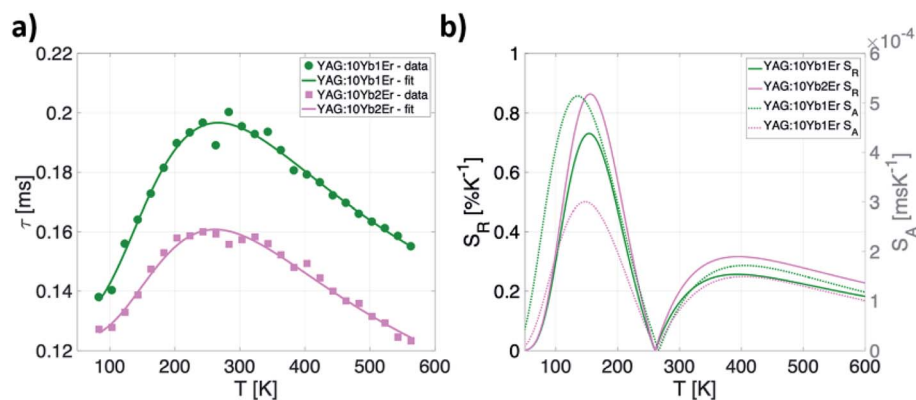 a)
0.22
0.2
0.18
0.16
0.14
0.12
τ [ms]
100 200 300 400 500 600
T [K]
YAG:10Yb1Er - data
YAG:10Yb1Er - fit
YAG:10Yb2Er - data
YAG:10Yb2Er - fit
b)
1
0.8
0.6
0.4
0.2
0
S_R [%K⁻¹]
100 200 300 400 500 600
T [K]
YAG:10Yb1Er S_R
YAG:10Yb2Er S_R
YAG:10Yb1Er S_A
YAG:10Yb1Er S_A
×10⁻⁴
6
5
4
3
2
1
0
S_A [msK⁻¹]